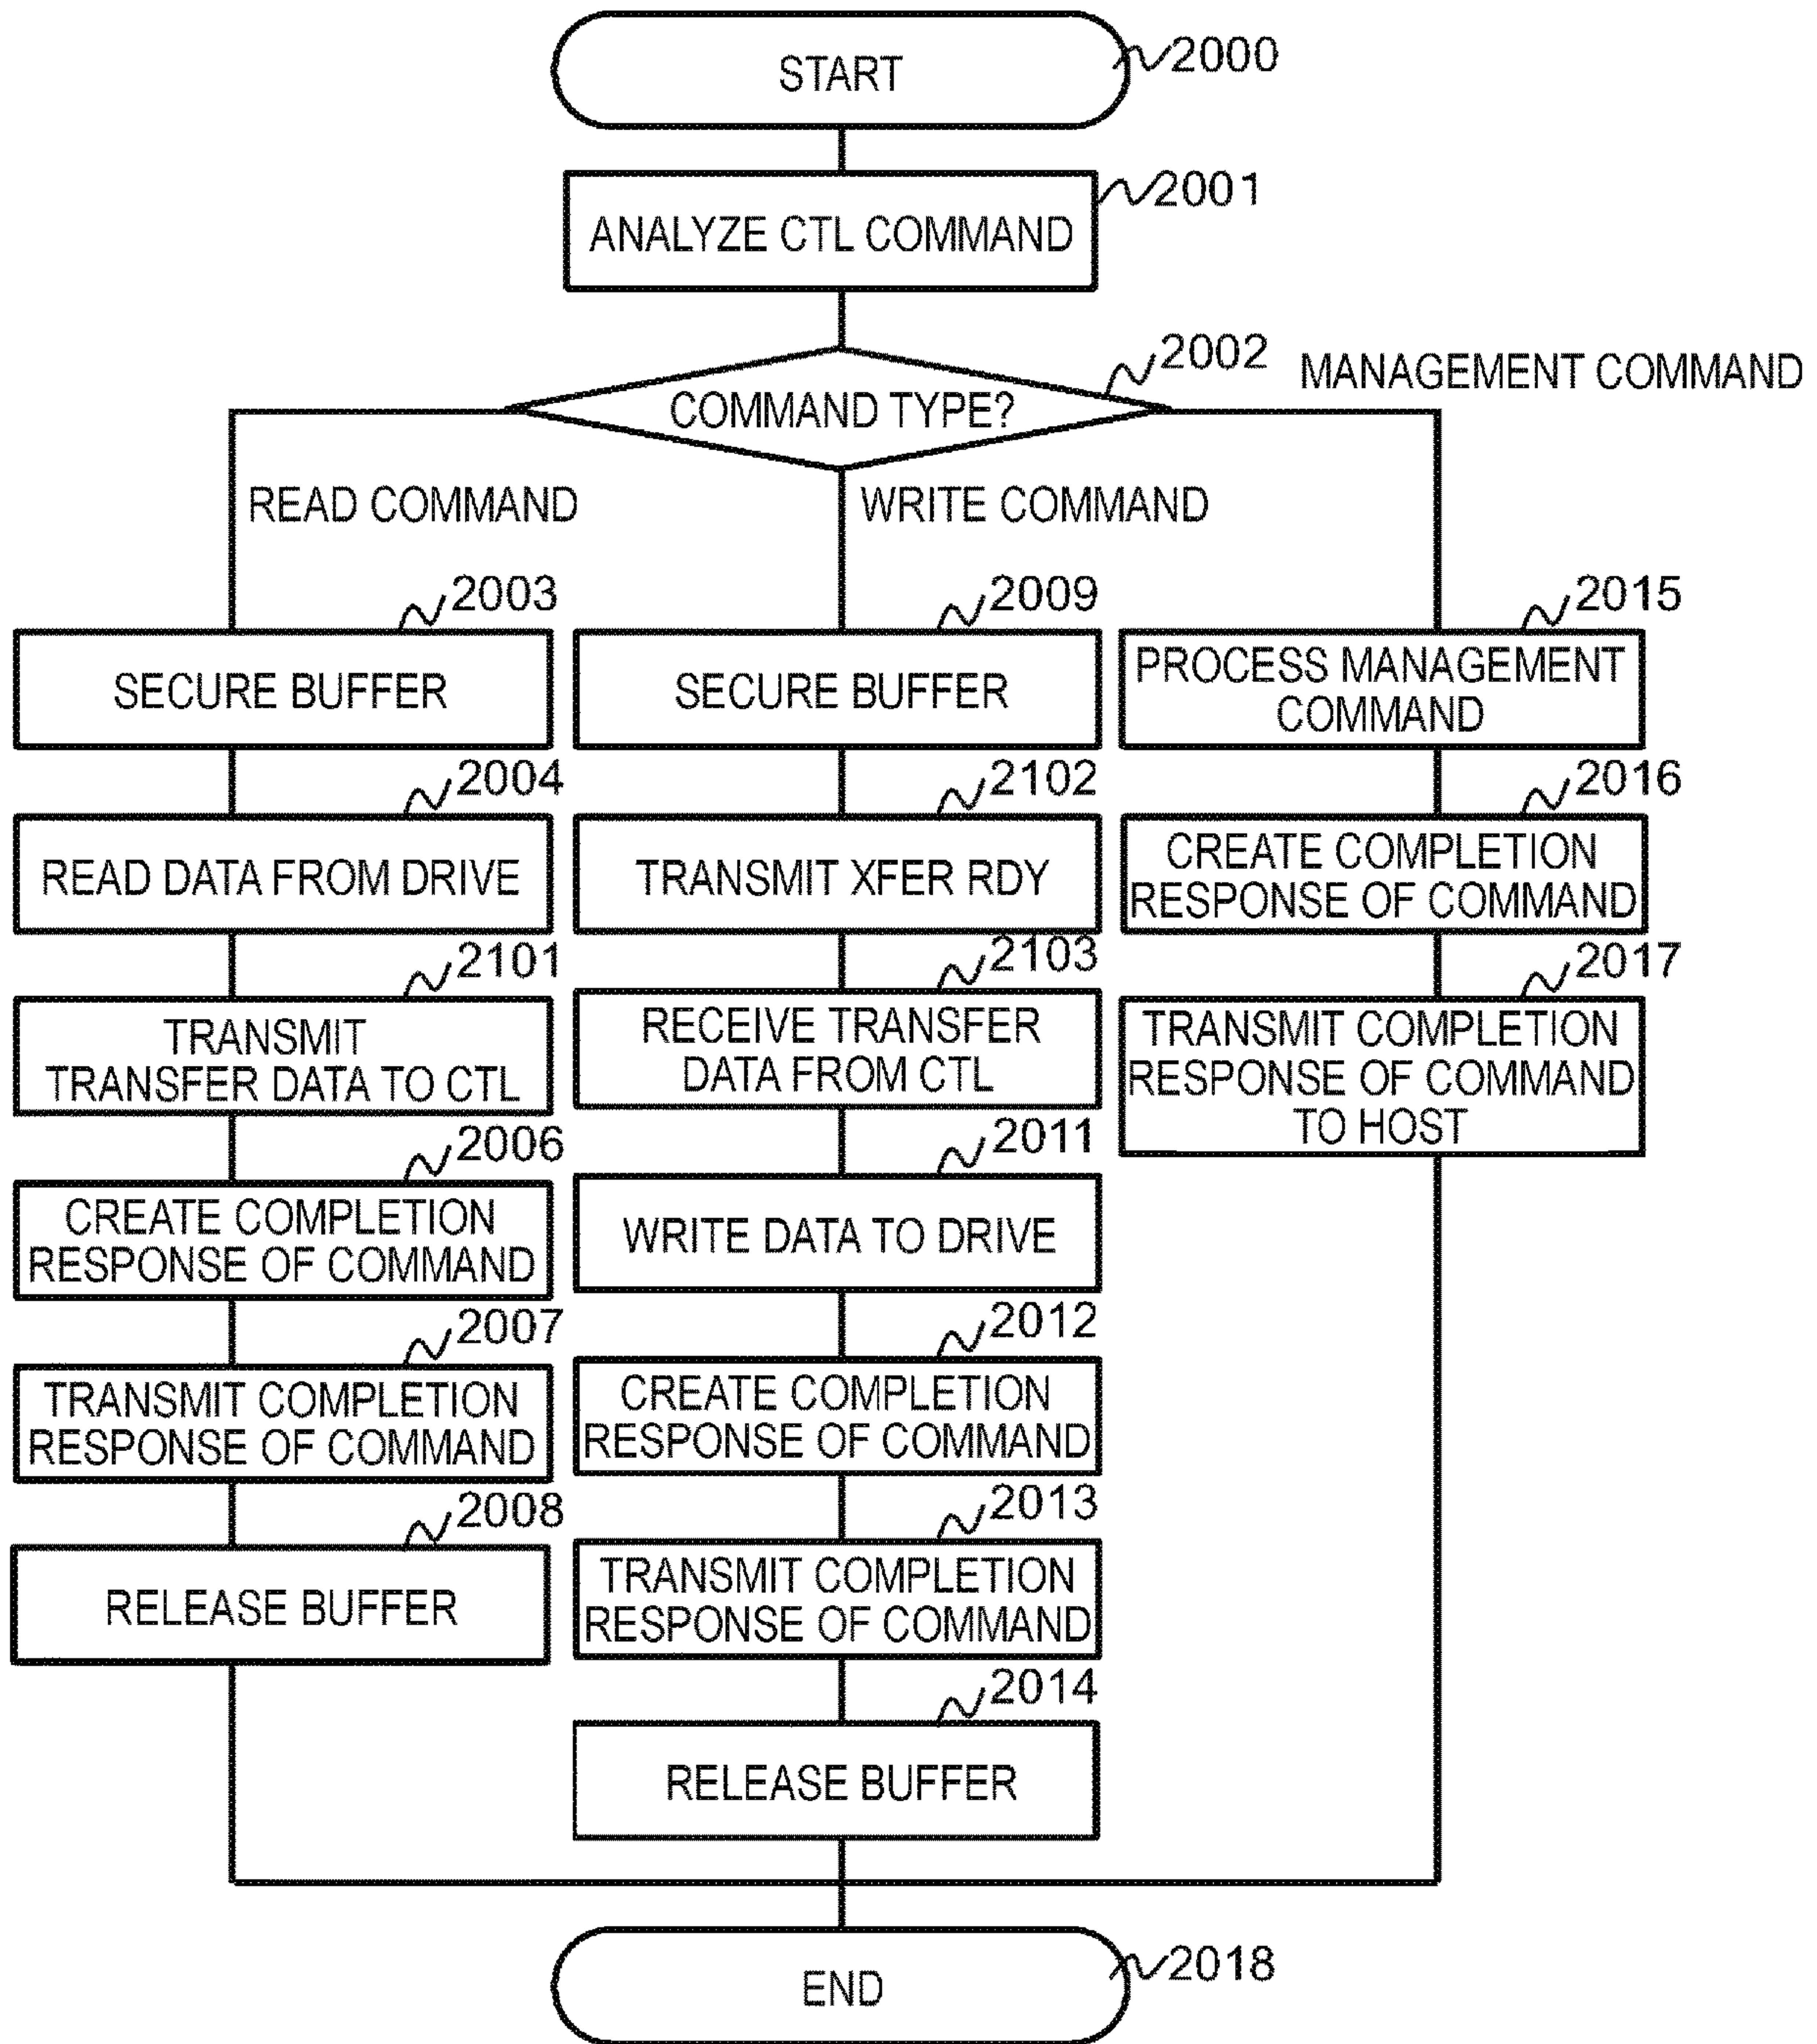 START
2000
ANALYZE CTL COMMAND
2001
COMMAND TYPE?
2002
MANAGEMENT COMMAND
READ COMMAND
WRITE COMMAND
2003
SECURE BUFFER
2004
READ DATA FROM DRIVE
2101
TRANSMIT
TRANSFER DATA TO CTL
2006
CREATE COMPLETION
RESPONSE OF COMMAND
2007
TRANSMIT COMPLETION
RESPONSE OF COMMAND
2008
RELEASE BUFFER
2009
SECURE BUFFER
2102
TRANSMIT XFER RDY
2103
RECEIVE TRANSFER
DATA FROM CTL
2011
WRITE DATA TO DRIVE
2012
CREATE COMPLETION
RESPONSE OF COMMAND
2013
TRANSMIT COMPLETION
RESPONSE OF COMMAND
2014
RELEASE BUFFER
2015
PROCESS MANAGEMENT
COMMAND
2016
CREATE COMPLETION
RESPONSE OF COMMAND
2017
TRANSMIT COMPLETION
RESPONSE OF COMMAND
TO HOST
END
2018